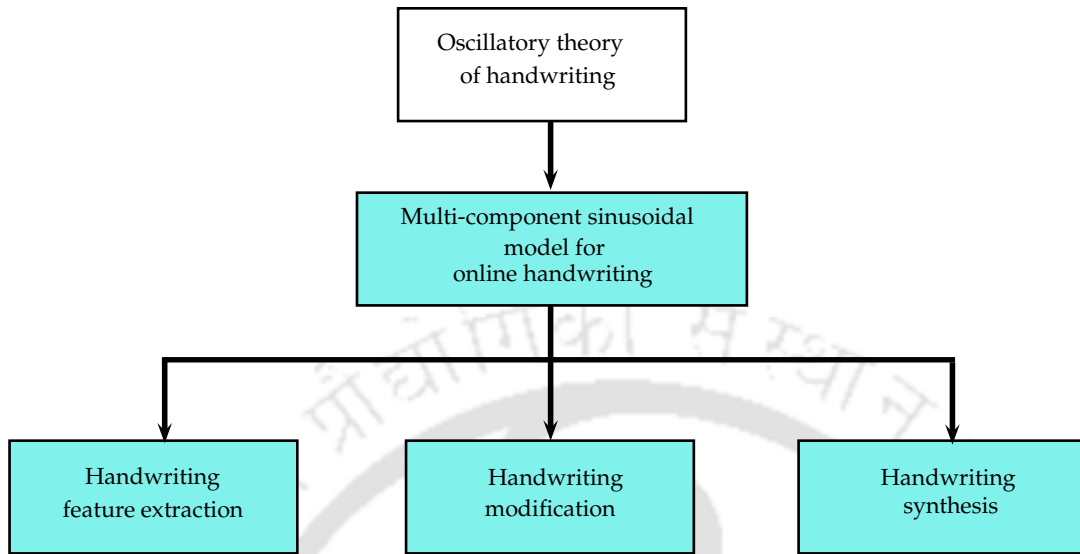 Oscillatory theory
of handwriting
Multi-component sinusoidal
model for
online handwriting
Handwriting
feature extraction
Handwriting
modification
Handwriting
synthesis